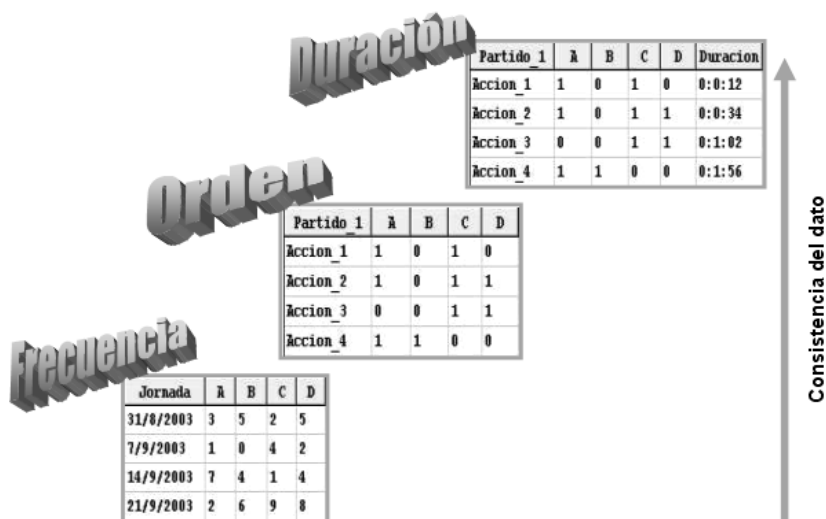 Duración
Partido_1 A B C D Duracion
Accion_1 1 0 1 0 0:0:12
Accion_2 1 0 1 1 0:0:34
Accion_3 0 0 1 1 0:1:02
Accion_4 1 1 0 0 0:1:56
Orden
Partido_1 A B C D
Accion_1 1 0 1 0
Accion_2 1 0 1 1
Accion_3 0 0 1 1
Accion_4 1 1 0 0
Frecuencia
Jornada A B C D
31/8/2003 3 5 2 5
7/9/2003 1 0 4 2
14/9/2003 7 4 1 4
21/9/2003 2 6 9 8
Consistencia del dato